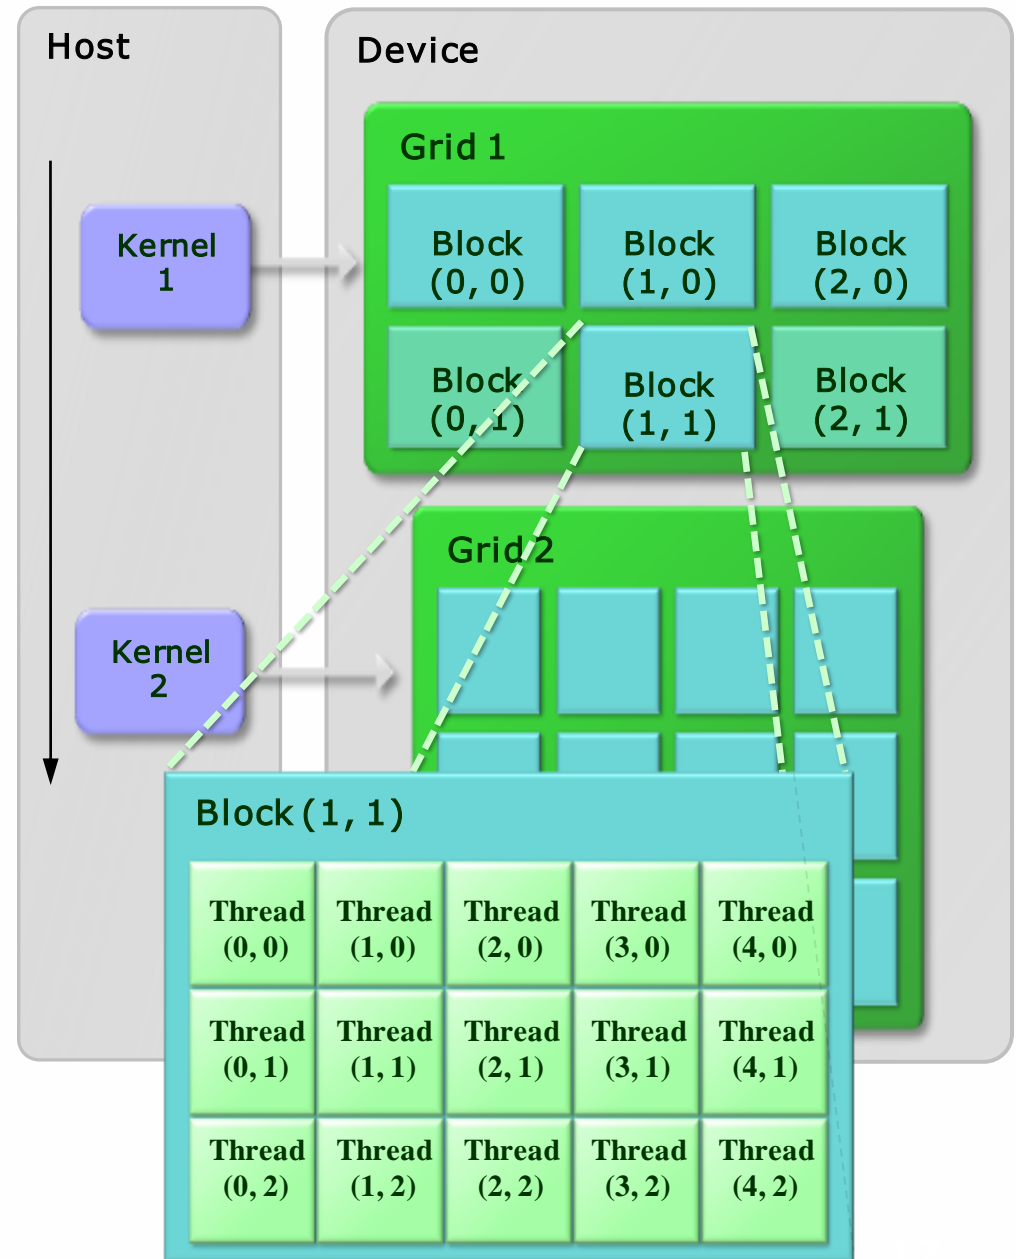 Host
Device
Grid 1
Kernel
1
Block
(0, 0)
Block
(1, 0)
Block
(2, 0)
Block
(0, 1)
Block
(1, 1)
Block
(2, 1)
Grid 2
Kernel
2
Block (1, 1)
Thread
(0, 0)
Thread
(1, 0)
Thread
(2, 0)
Thread
(3, 0)
Thread
(4, 0)
Thread
(0, 1)
Thread
(1, 1)
Thread
(2, 1)
Thread
(3, 1)
Thread
(4, 1)
Thread
(0, 2)
Thread
(1, 2)
Thread
(2, 2)
Thread
(3, 2)
Thread
(4, 2)